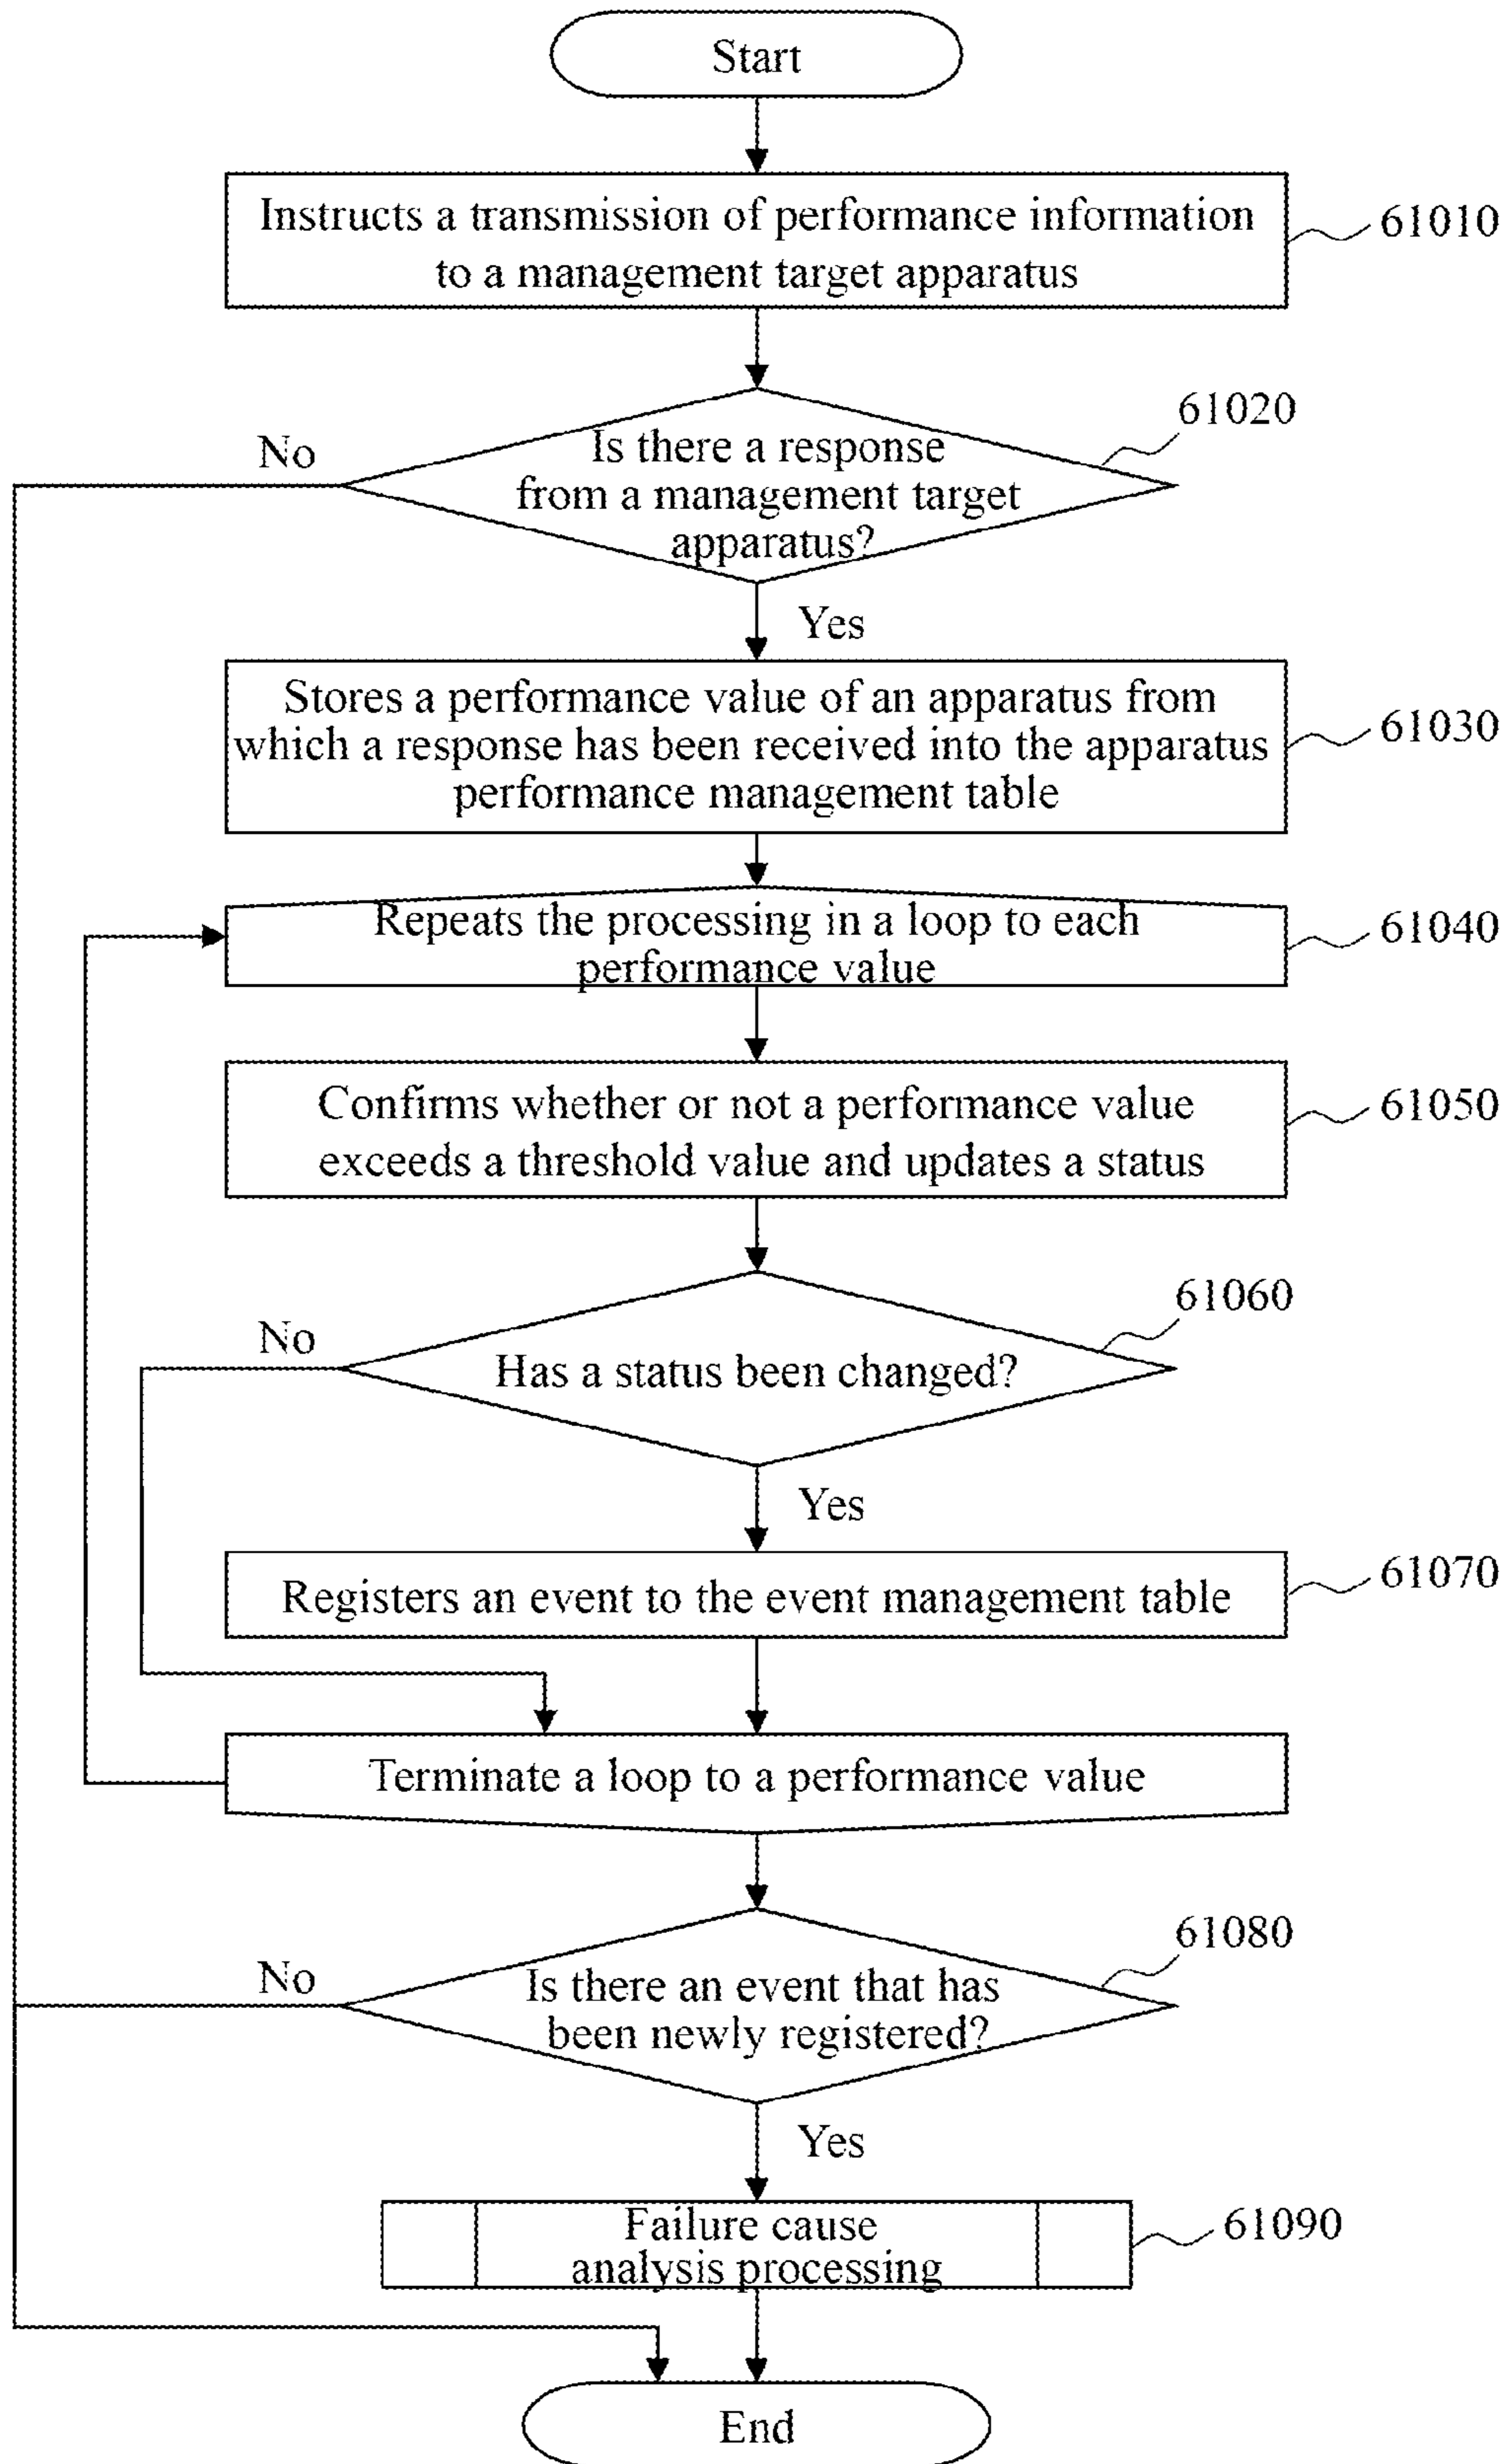 Start
Instructs a transmission of performance information
to a management target apparatus
61010
61020
No
Is there a response
from a management target
apparatus?
Yes
Stores a performance value of an apparatus from
which a response has been received into the apparatus
performance management table
61030
Repeats the processing in a loop to each
performance value
61040
Confirms whether or not a performance value
exceeds a threshold value and updates a status
61050
61060
No
Has a status been changed?
Yes
Registers an event to the event management table
61070
Terminate a loop to a performance value
61080
No
Is there an event that has
been newly registered?
Yes
Failure cause
analysis processing
61090
End